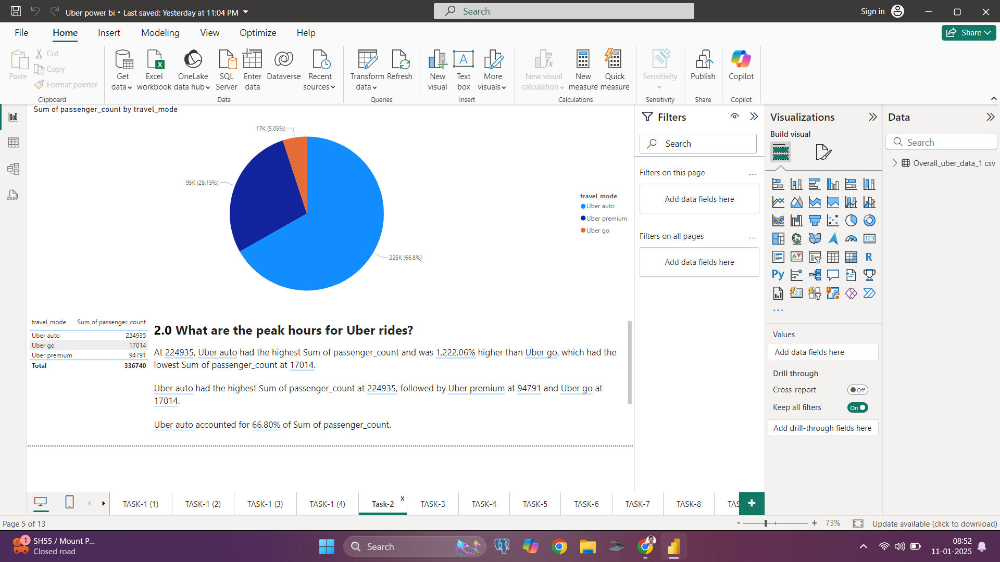 Uber power bi • Last saved: Yesterday at 11:04 PM
Search
Sign in
File
Home
Insert
Modeling
View
Optimize
Help
Share
Paste
Cut
Copy
Format painter
Clipboard
Get data
Excel workbook
OneLake data hub
SQL Server
Enter data
Dataverse
Recent sources
Data
Transform data
Refresh
Queries
New visual
Text box
More visuals
Insert
New visual calculation
New measure
Quick measure
Calculations
Sensitivity
Sensitivity
Publish
Share
Copilot
Copilot
Sum of passenger_count by travel_mode
17K (5.05%)
95K (28.15%)
225K (66.8%)
travel_mode
Uber auto
Uber premium
Uber go
travel_mode Sum of passenger_count
Uber auto 224935
Uber go 17014
Uber premium 94791
Total 336740
2.0 What are the peak hours for Uber rides?
At 224935, Uber auto had the highest Sum of passenger_count and was 1,222.06% higher than Uber go, which had the
lowest Sum of passenger_count at 17014.
Uber auto had the highest Sum of passenger_count at 224935, followed by Uber premium at 94791 and Uber go at
17014.
Uber auto accounted for 66.80% of Sum of passenger_count.
Filters
Search
Filters on this page
...
Add data fields here
Filters on all pages
...
Add data fields here
Visualizations
Build visual
123
R
Py
123
...
Values
Add data fields here
Drill through
Cross-report
Off
Keep all filters
On
Add drill-through fields here
Data
Search
Overall_uber_data_1 csv
DAX
TASK-1 (1)
TASK-1 (2)
TASK-1 (3)
TASK-1 (4)
Task-2
x
TASK-3
TASK-4
TASK-5
TASK-6
TASK-7
TASK-8
TAS
+
Page 5 of 13
- + 73%
Update available (click to download)
1
SH55 / Mount P...
Closed road
Search
08:52
11-01-2025